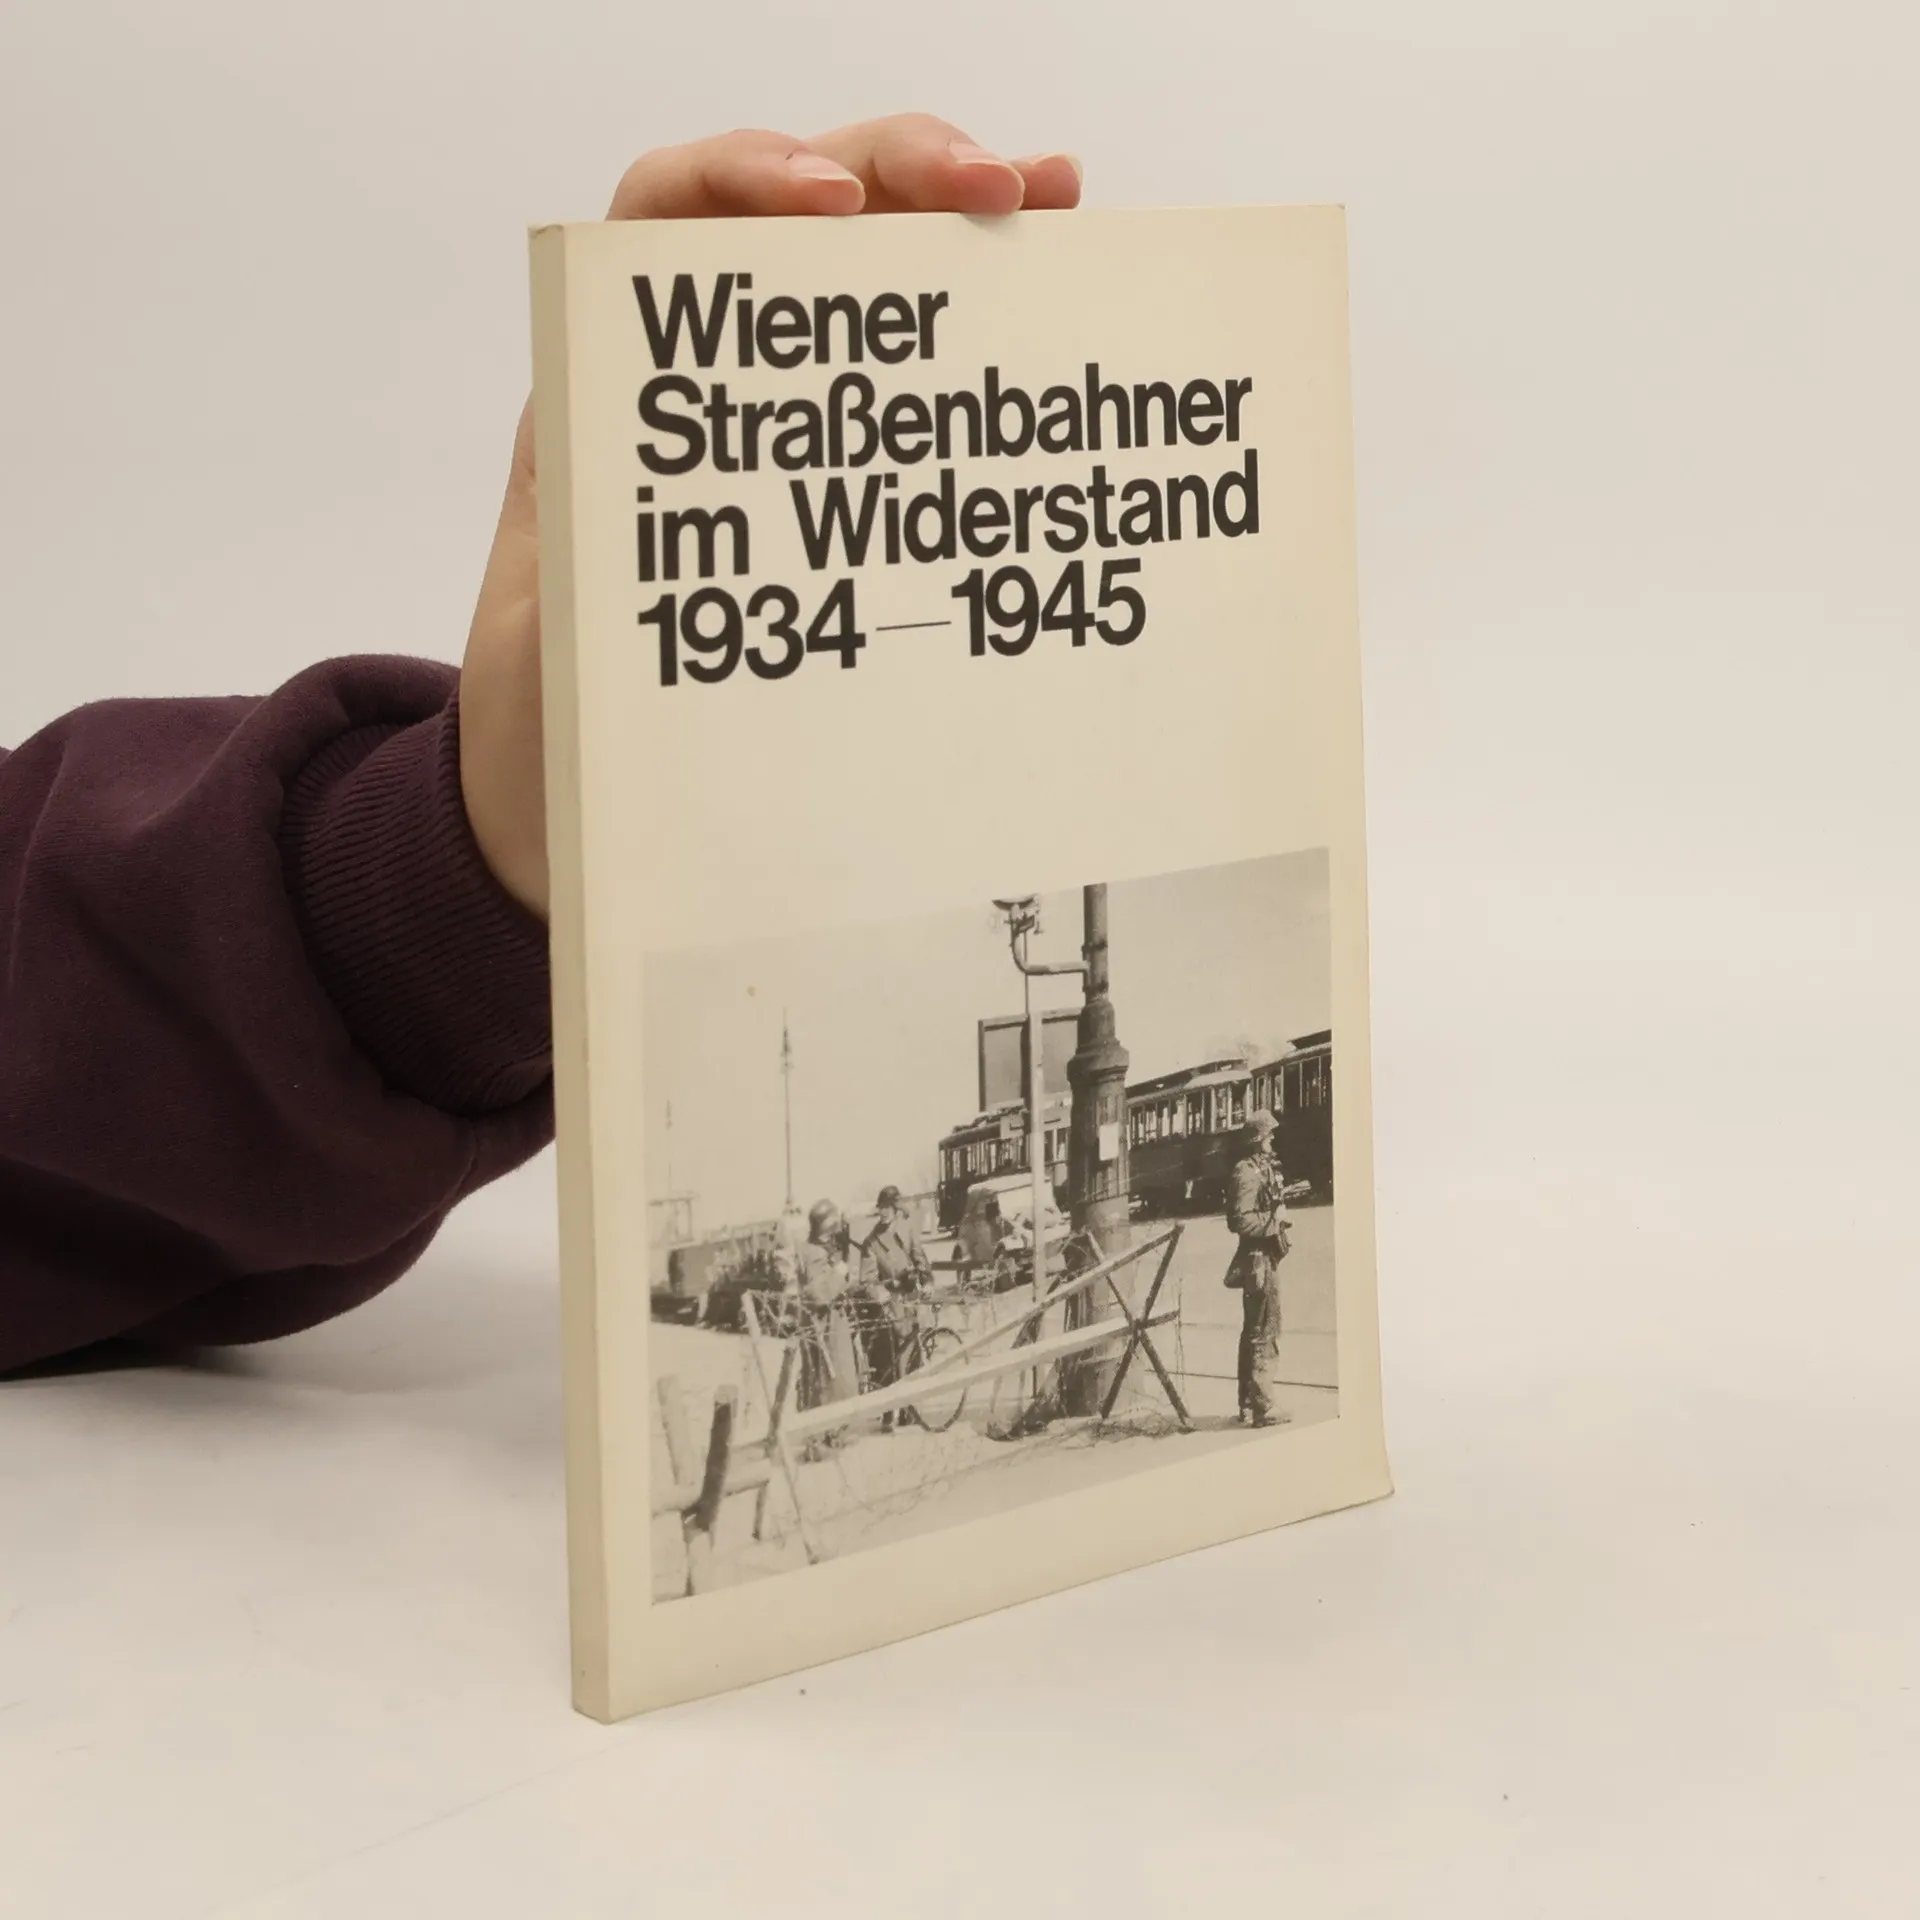 Wiener
Straßenbahner
im Widerstand
1934—1945